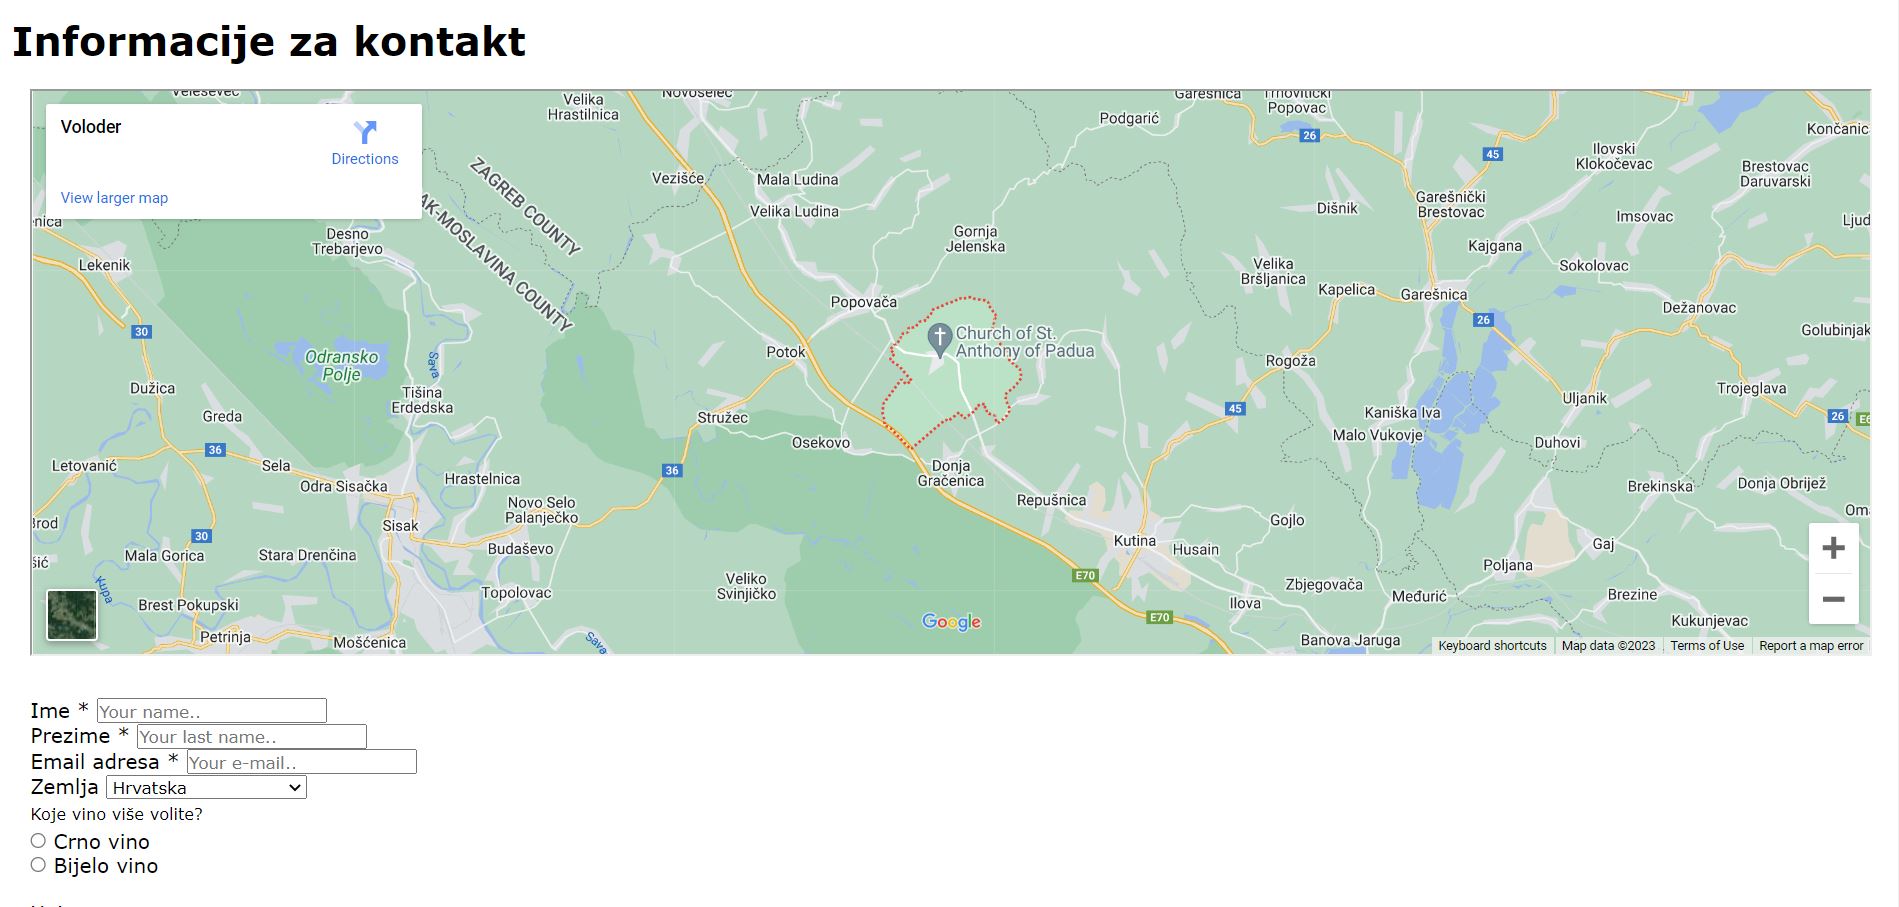 Informacije za kontakt
Veleševec
Velika
Hrastilnica
Novoselec
Garešnica
Trnovitički
Popovac
Voloder
Directions
View larger map
Podgarić
26
45
Končanic
Ilovski
Klokočevac
Brestovac
Daruvarski
ZAGREB COUNTY
AK-MOSLAVINA COUNTY
Vezišće
Mala Ludina
Velika Ludina
Dišnik
Garešnički
Brestovac
Imsovac
Ljud
enica
Desno
Trebarjevo
Gornja
Jelenska
Kajgana
Lekenik
Velika
Bršljanica
Sokolovac
Kapelica
Garešnica
Popovača
Dežanovac
30
26
Golubinjak
Church of St.
Anthony of Padua
Odransko
Polje
Sava
Potok
Rogoža
Dužica
Tišina
Erdedska
Trojeglava
Uljanik
Greda
Stružec
45
Kaniška Iva
26
E6
Osekovo
Malo Vukovje
Duhovi
36
Letovanić
Sela
36
Donja
Gračenica
Odra Sisačka
Hrastelnica
Repušnica
Brekinska
Donja Obrijež
Novo Selo
Palanječko
Om
Brod
Sisak
Gojlo
30
Kutina
Husain
Gaj
Mala Gorica
Stara Drenčina
Budaševo
šić
Poljana
E70
Kupa
Topolovac
Veliko
Svinjičko
Zbjegovača
Međurić
Brezine
Brest Pokupski
Ilova
E70
Google
Kukunjevac
Petrinja
Mošćenica
Sava
Banova Jaruga
Keyboard shortcuts
Map data ©2023
Terms of Use
Report a map error
Ime * Your name..
Prezime * Your last name..
Email adresa * Your e-mail..
Zemlja Hrvatska
Koje vino više volite?
Crno vino
Bijelo vino